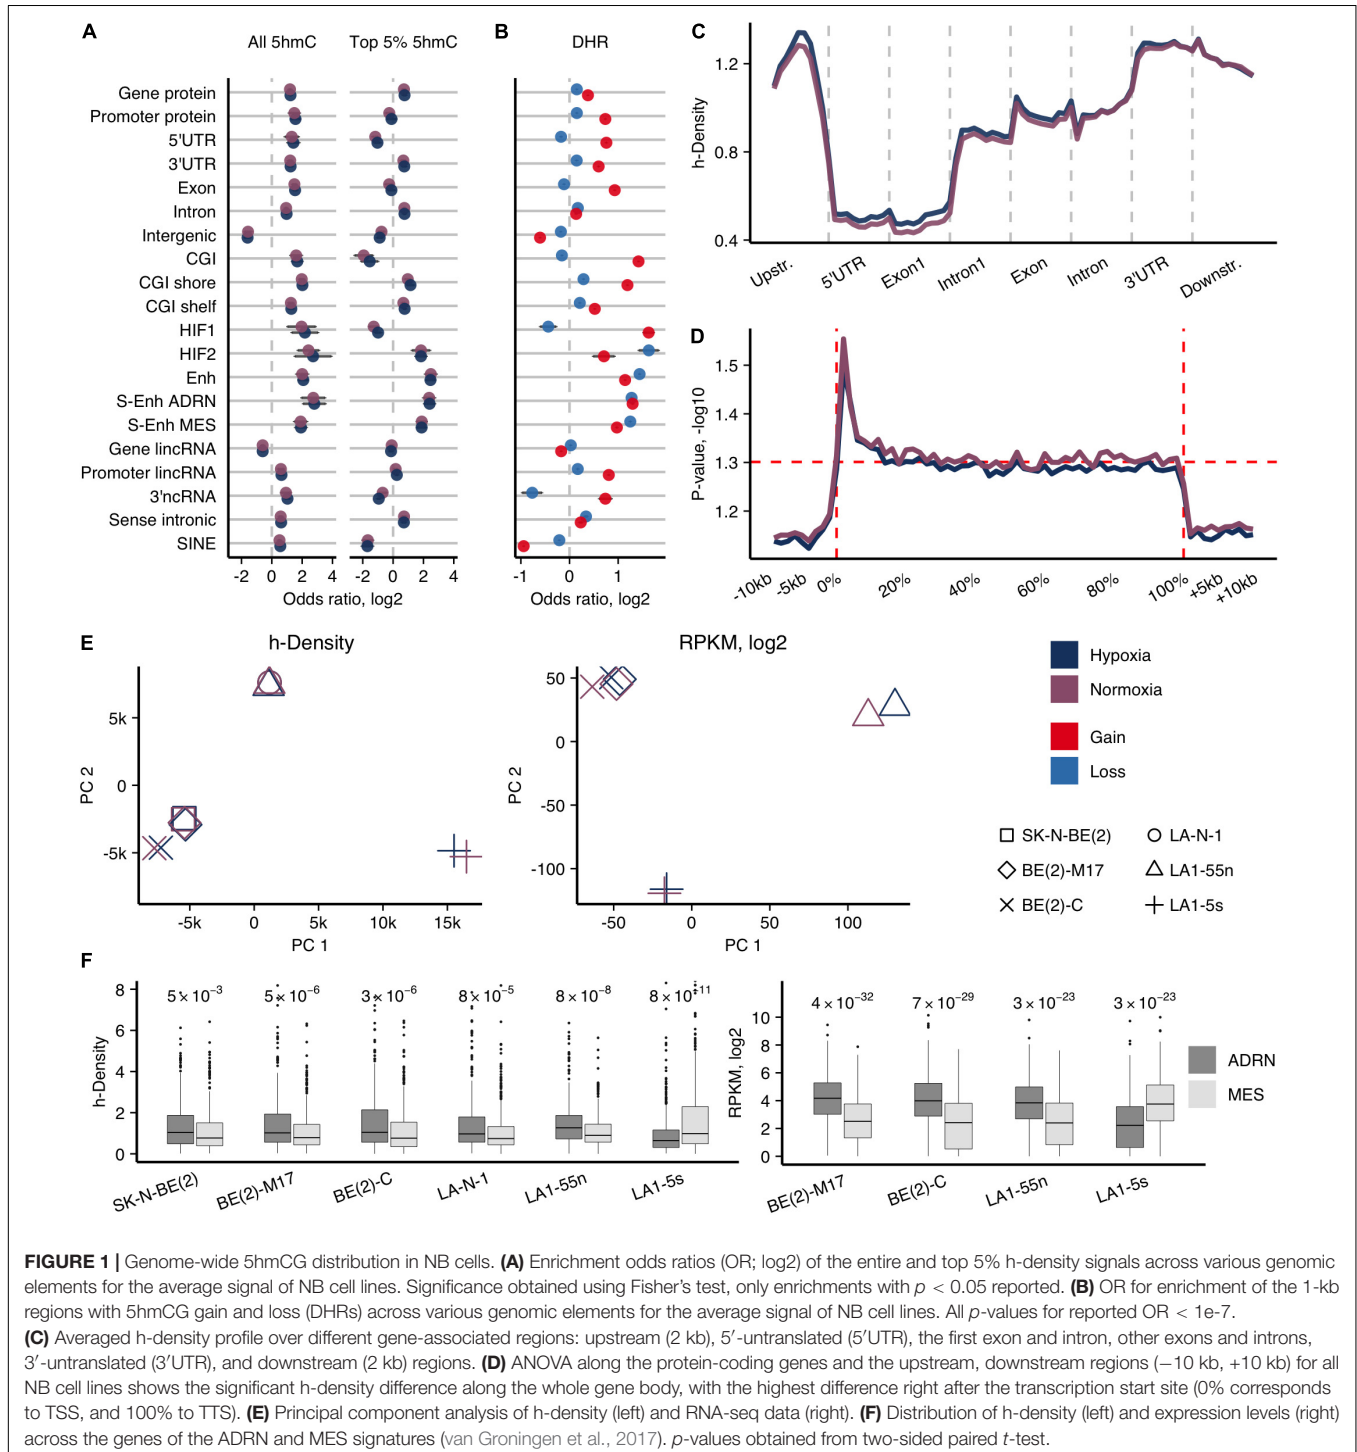 A
All 5hmC
Top 5% 5hmC
Gene protein
Promoter protein
5'UTR
3'UTR
Exon
Intron
Intergenic
CGI
CGI shore
CGI shelf
HIF1
HIF2
Enh
S-Enh ADRN
S-Enh MES
Gene lincRNA
Promoter lincRNA
3'ncRNA
Sense intronic
SINE
-2 0 2 4
-2 0 2 4
Odds ratio, log2
B
DHR
-1 0 1
Odds ratio, log2
C
h-Density
1.2
0.8
0.4
Upstr. 5'UTR Exon1 Intron1 Exon Intron 3'UTR Downstr.
D
P-value, -log10
1.5
1.4
1.3
1.2
-10kb -5kb 0% 20% 40% 60% 80% 100% +5kb +10kb
E
h-Density
PC 2
5k
0
-5k
-5k 0 5k 10k 15k
PC 1
RPKM, log2
PC 2
50
0
-50
-100
-50 0 50 100
PC 1
Hypoxia
Normoxia
Gain
Loss
SK-N-BE(2) LA-N-1
BE(2)-M17 LA1-55n
BE(2)-C LA1-5s
F
h-Density
8
6
4
2
0
5 × 10−3 5 × 10−6 3 × 10−6 8 × 10−5 8 × 10−8 8 × 10−11
SK-N-BE(2) BE(2)-M17 BE(2)-C LA-N-1 LA1-55n LA1-5s
RPKM, log2
10
8
6
4
2
0
4 × 10−32 7 × 10−29 3 × 10−23 3 × 10−23
BE(2)-M17 BE(2)-C LA1-55n LA1-5s
ADRN
MES
FIGURE 1 | Genome-wide 5hmCG distribution in NB cells. (A) Enrichment odds ratios (OR; log2) of the entire and top 5% h-density signals across various genomic
elements for the average signal of NB cell lines. Significance obtained using Fisher's test, only enrichments with p < 0.05 reported. (B) OR for enrichment of the 1-kb
regions with 5hmCG gain and loss (DHRs) across various genomic elements for the average signal of NB cell lines. All p-values for reported OR < 1e-7.
(C) Averaged h-density profile over different gene-associated regions: upstream (2 kb), 5′-untranslated (5′UTR), the first exon and intron, other exons and introns,
3′-untranslated (3′UTR), and downstream (2 kb) regions. (D) ANOVA along the protein-coding genes and the upstream, downstream regions (−10 kb, +10 kb) for all
NB cell lines shows the significant h-density difference along the whole gene body, with the highest difference right after the transcription start site (0% corresponds
to TSS, and 100% to TTS). (E) Principal component analysis of h-density (left) and RNA-seq data (right). (F) Distribution of h-density (left) and expression levels (right)
across the genes of the ADRN and MES signatures (van Groningen et al., 2017). p-values obtained from two-sided paired t-test.